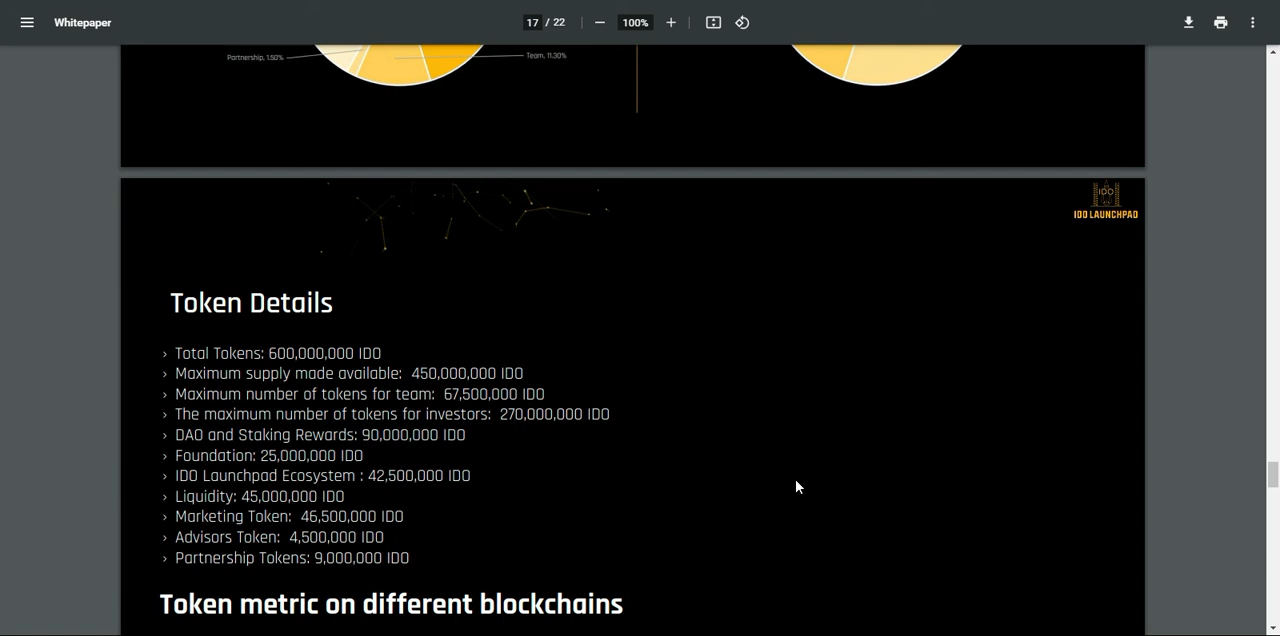 Whitepaper
17 / 22
100%
Partnership, 1.50%
Team, 11.30%
IDO
IDO LAUNCHPAD
Token Details
› Total Tokens: 600,000,000 IDO
› Maximum supply made available: 450,000,000 IDO
› Maximum number of tokens for team: 67,500,000 IDO
› The maximum number of tokens for investors: 270,000,000 IDO
› DAO and Staking Rewards: 90,000,000 IDO
› Foundation: 25,000,000 IDO
› IDO Launchpad Ecosystem : 42,500,000 IDO
› Liquidity: 45,000,000 IDO
› Marketing Token: 46,500,000 IDO
› Advisors Token: 4,500,000 IDO
› Partnership Tokens: 9,000,000 IDO
Token metric on different blockchains